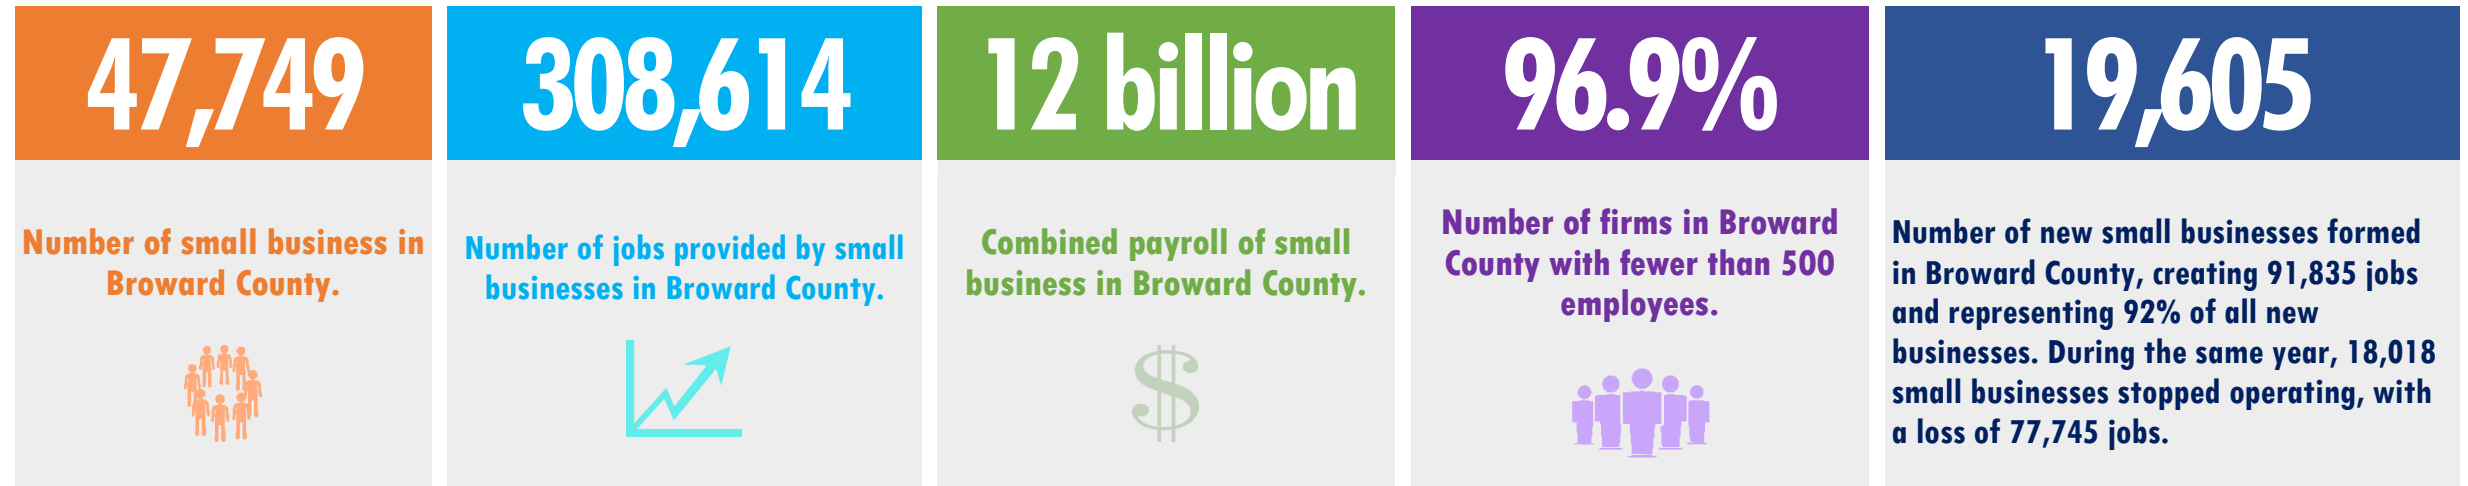 47,749
Number of small business in
Broward County.
308,614
Number of jobs provided by small
businesses in Broward County.
12 billion
Combined payroll of small
business in Broward County.
$
96.9%
Number of firms in Broward
County with fewer than 500
employees.
19,605
Number of new small businesses formed
in Broward County, creating 91,835 jobs
and representing 92% of all new
businesses. During the same year, 18,018
small businesses stopped operating, with
a loss of 77,745 jobs.